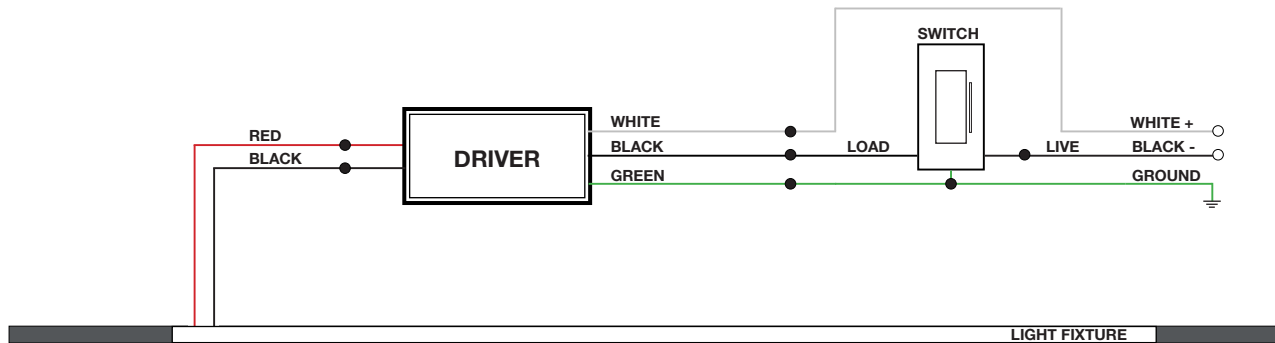 SWITCH
RED
BLACK
DRIVER
WHITE
BLACK
GREEN
LOAD
LIVE
WHITE +
BLACK -
GROUND
LIGHT FIXTURE